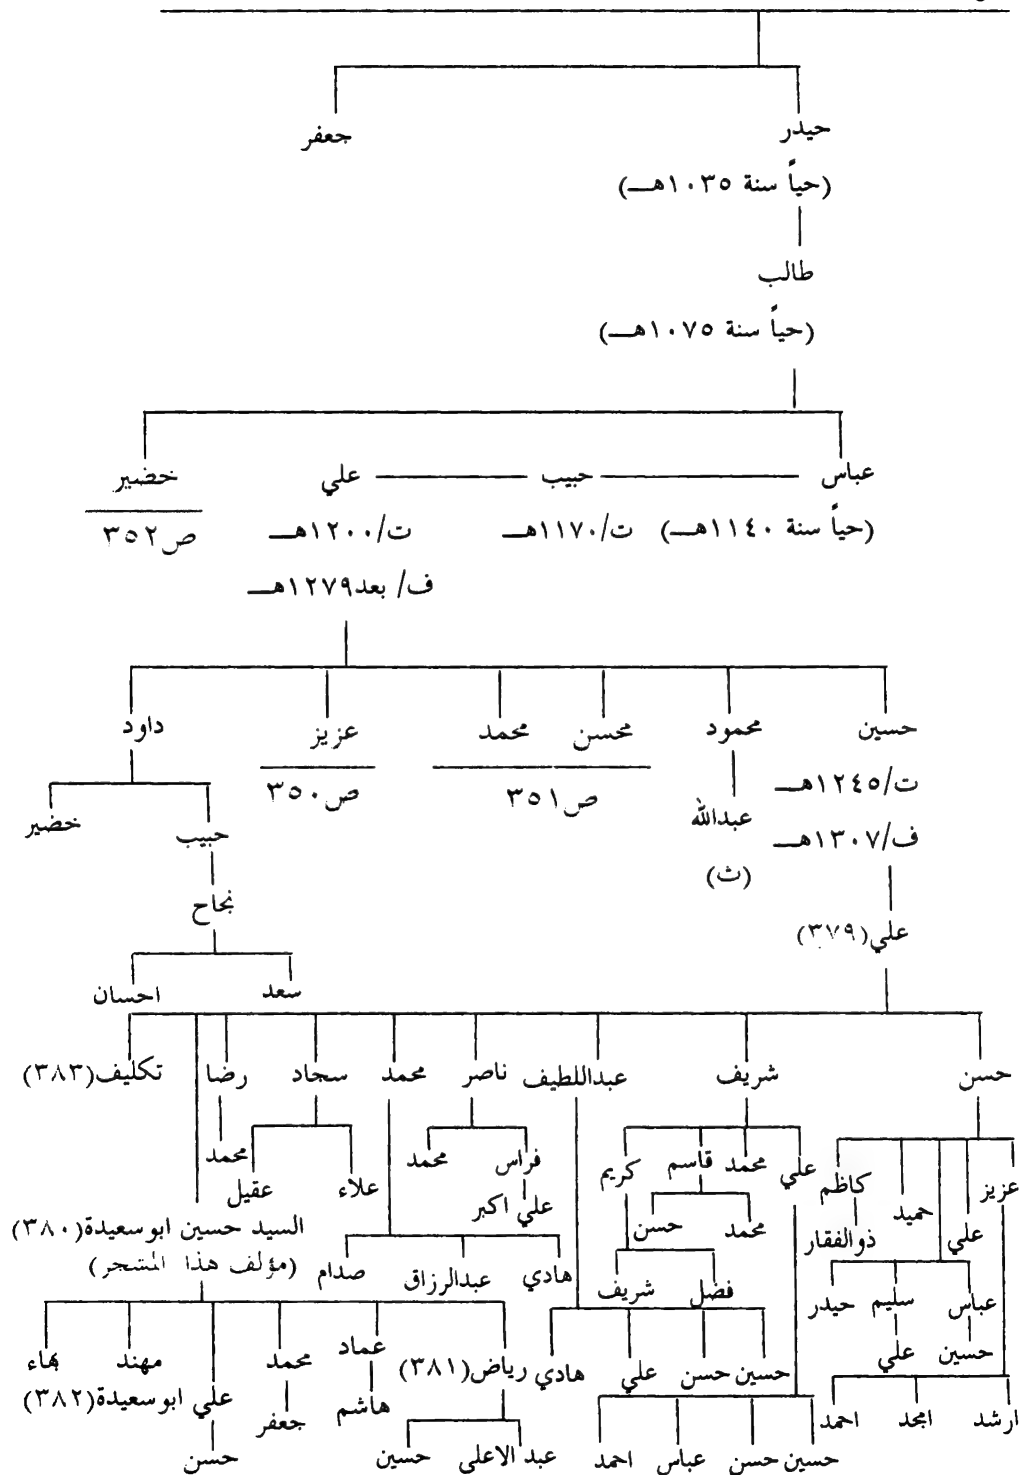 حيدر جعفر
(حياً سنة ١٠٣٥هـ)
طالب
(حياً سنة ١٠٧٥هـ)
عباس حبيب علي خضير
(حياً سنة ١١٤٠هـ) ت/١١٧٠هـ ت/١٢٠٠هـ ص٣٥٢
ف/ بعد١٢٧٩هـ
حسين محمود محسن محمد عزيز داود
ت/١٢٤٥هـ ص٣٥١ ص٣٥٠
عبدالله حبيب خضير
ف/١٣٠٧هـ
(ث)
نجاح
علي(٣٧٩)
سعد احسان
حسن شريف عبداللطيف ناصر محمد سجاد رضا تكليف(٣٨٣)
علي محمد قاسم كريم فراس محمد محمد
عزيز كاظم علاء عقيل
علي حميد ذوالفقار محمد حسن علي اكبر السيد حسين ابوسعيدة(٣٨٠)
(مؤلف هذا المشجر)
فضل شريف هادي عبدالرزاق صدام
عباس سليم حيدر
حسين علي حسين حسن علي هادي رياض(٣٨١) عماد محمد مهند بهاء
علي ابوسعيدة(٣٨٢)
هاشم جعفر
ارشد امجد احمد
حسين حسن عباس احمد عبد الاعلى حسين حسن